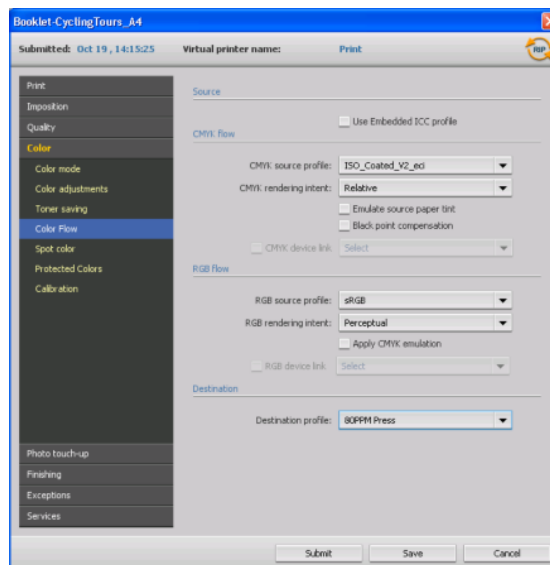 Booklet-CyclingTours_A4
Submitted: Oct 19, 14:15:25 Virtual printer name: Print
RIP
Print
Imposition
Quality
Color
Color mode
Color adjustments
Toner saving
Color Flow
Spot color
Protected Colors
Calibration
Photo touch-up
Finishing
Exceptions
Services
Source
Use Embedded ICC profile
CMYK flow
CMYK source profile: ISO_Coated_V2_eci
CMYK rendering intent: Relative
Emulate source paper tint
Black point compensation
CMYK device link Select
RGB flow
RGB source profile: sRGB
RGB rendering intent: Perceptual
Apply CMYK emulation
RGB device link Select
Destination
Destination profile: 80PPM Press
Submit Save Cancel